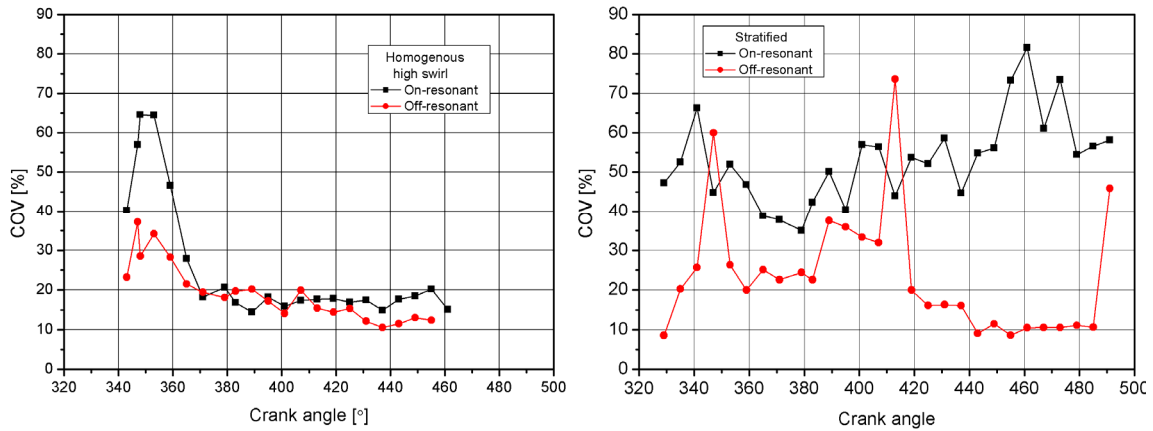 90
80
70
60
50
40
30
20
10
0
COV [%]
320 340 360 380 400 420 440 460 480 500
Crank angle [°]
Homogenous
high swirl
On-resonant
Off-resonant
90
80
70
60
50
40
30
20
10
0
COV [%]
320 340 360 380 400 420 440 460 480 500
Crank angle
Stratified
On-resonant
Off-resonant